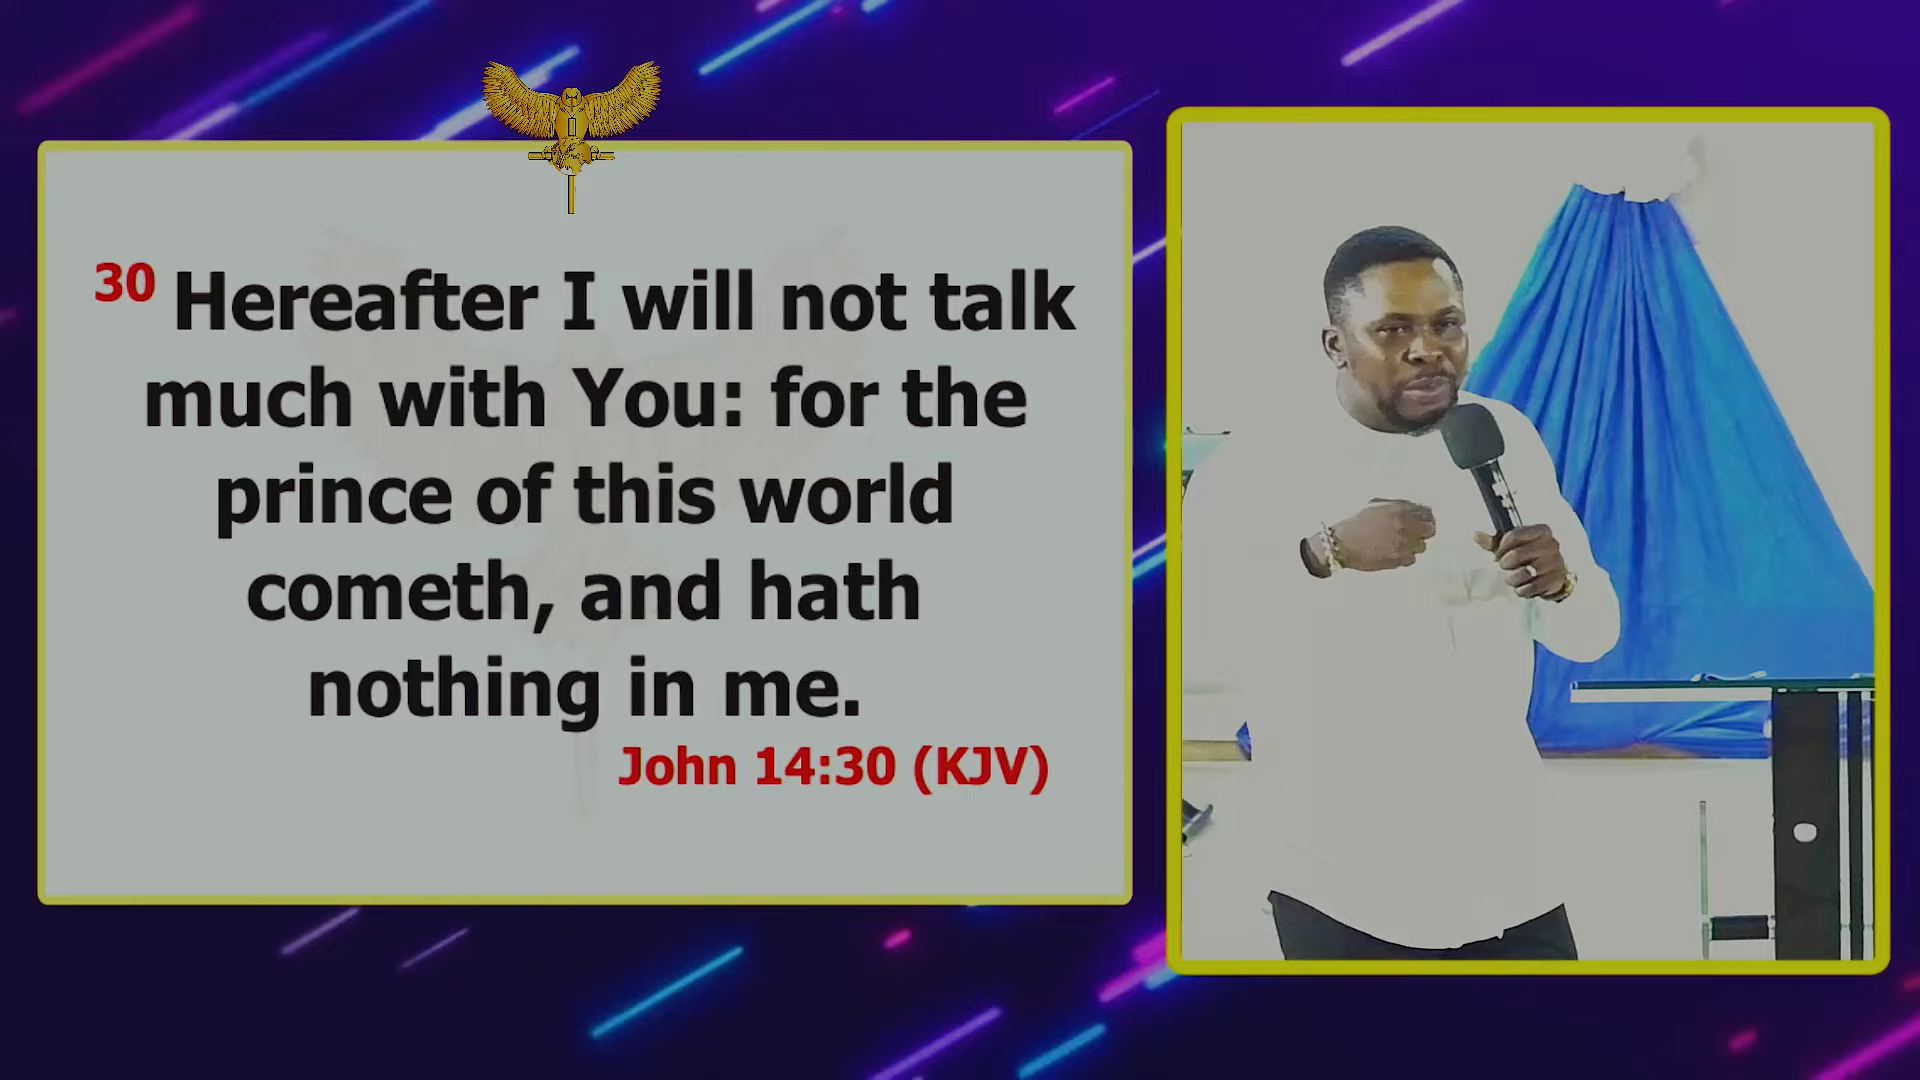 30 Hereafter I will not talk
much with You: for the
prince of this world
cometh, and hath
nothing in me.
John 14:30 (KJV)